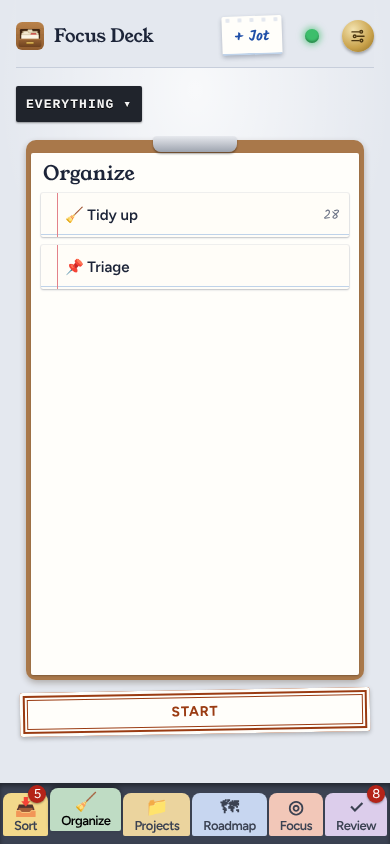 Focus Deck
+ Jot
EVERYTHING ▾
Organize
🧹 Tidy up 28
📌 Triage
START
5
8
Sort
Organize
Projects
Roadmap
Focus
Review